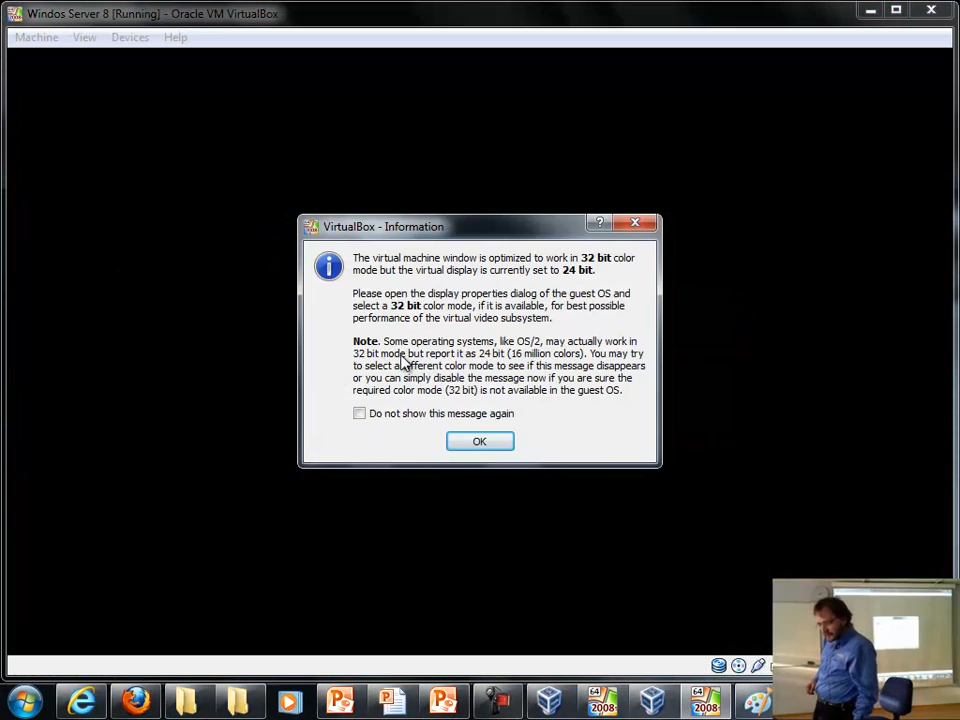 Windos Server 8 [Running] - Oracle VM VirtualBox
Machine View Devices Help
VirtualBox - Information
The virtual machine window is optimized to work in 32 bit color
mode but the virtual display is currently set to 24 bit.
Please open the display properties dialog of the guest OS and
select a 32 bit color mode, if it is available, for best possible
performance of the virtual video subsystem.
Note. Some operating systems, like OS/2, may actually work in
32 bit mode but report it as 24 bit (16 million colors). You may try
to select a different color mode to see if this message disappears
or you can simply disable the message now if you are sure the
required color mode (32 bit) is not available in the guest OS.
Do not show this message again
OK
64
2008
64
2008